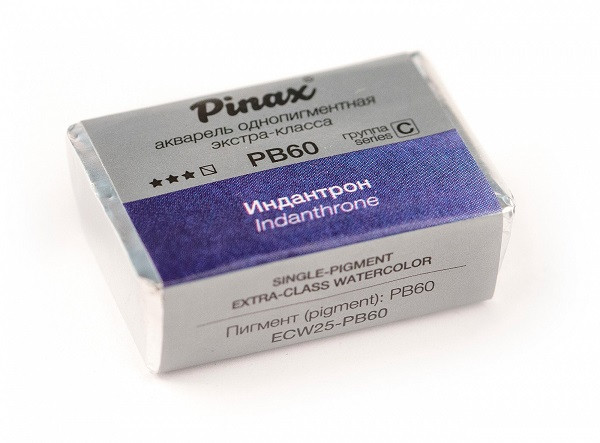 Pinax®
акварель однопигментная
экстра-класса
PB60
группа
series C
★★★
Индантрон
Indanthrone
SINGLE-PIGMENT
EXTRA-CLASS WATERCOLOR
Пигмент (pigment): PB60
ECW25-PB60